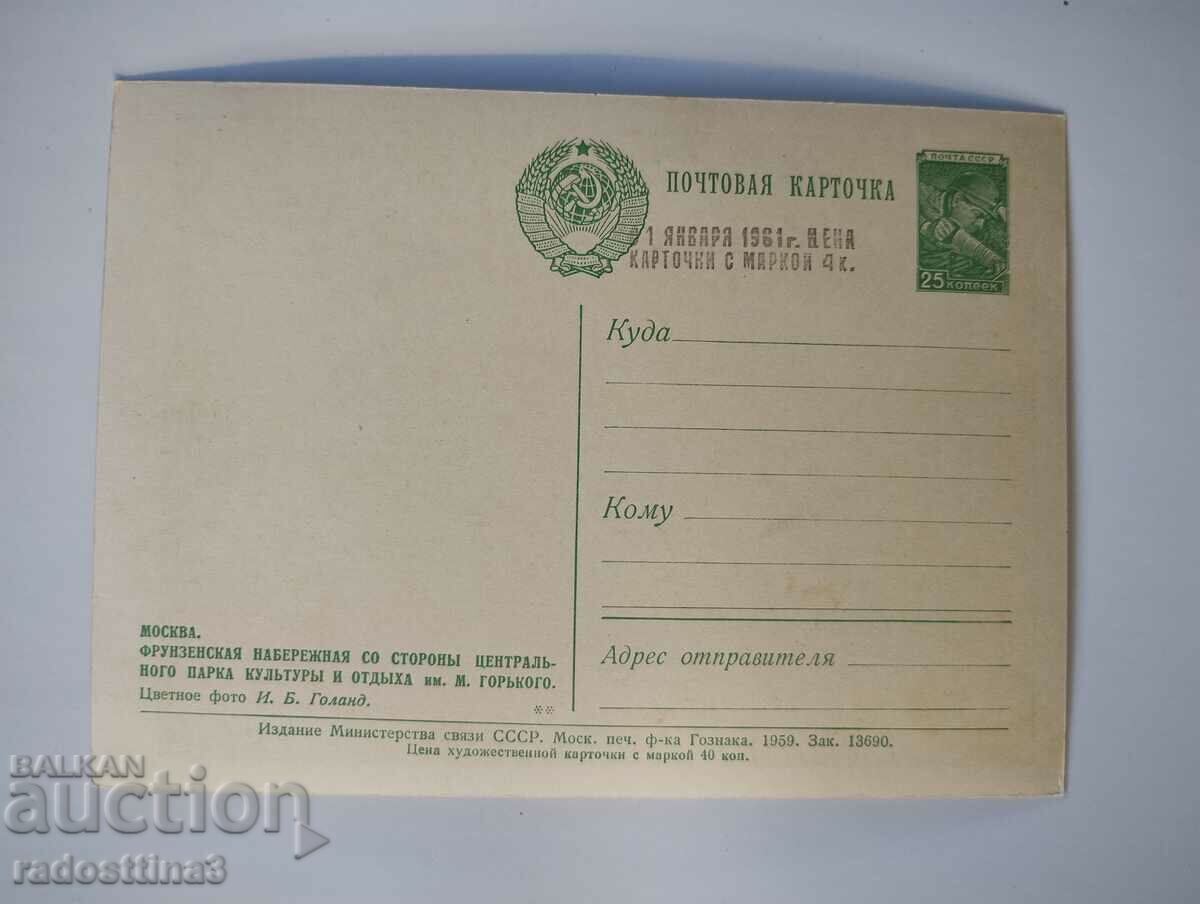 ПОЧТОВАЯ КАРТОЧКА
ПОЧТА СССР
25 КОПЕЕК
1 ЯНВАРЯ 1961 г. ЦЕНА
КАРТОЧКИ С МАРКОЙ 4 к.
Куда
Кому
Адрес отправителя
МОСКВА.
ФРУНЗЕНСКАЯ НАБЕРЕЖНАЯ СО СТОРОНЫ ЦЕНТРАЛЬ-
НОГО ПАРКА КУЛЬТУРЫ И ОТДЫХА им. М. ГОРЬКОГО.
Цветное фото И. Б. Голанд.
Издание Министерства связи СССР. Моск. печ. ф-ка Гознака. 1959. Зак. 13690.
Цена художественной карточки с маркой 40 коп.
BALKAN
auction
radosttina3